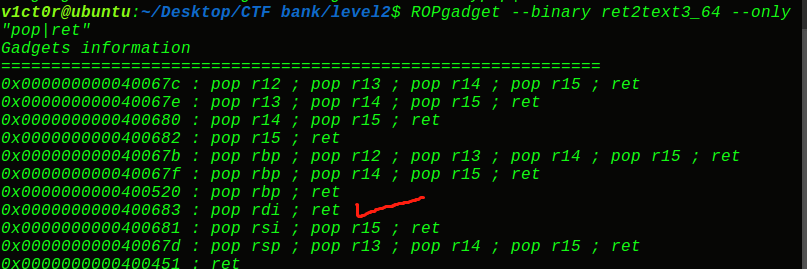 v1ct0r@ubuntu:~/Desktop/CTF bank/level2$ ROPgadget --binary ret2text3_64 --only
"pop|ret"
Gadgets information
============================================================
0x000000000040067c : pop r12 ; pop r13 ; pop r14 ; pop r15 ; ret
0x000000000040067e : pop r13 ; pop r14 ; pop r15 ; ret
0x0000000000400680 : pop r14 ; pop r15 ; ret
0x0000000000400682 : pop r15 ; ret
0x000000000040067b : pop rbp ; pop r12 ; pop r13 ; pop r14 ; pop r15 ; ret
0x000000000040067f : pop rbp ; pop r14 ; pop r15 ; ret
0x0000000000400520 : pop rbp ; ret
0x0000000000400683 : pop rdi ; ret
0x0000000000400681 : pop rsi ; pop r15 ; ret
0x000000000040067d : pop rsp ; pop r13 ; pop r14 ; pop r15 ; ret
0x0000000000400451 : ret